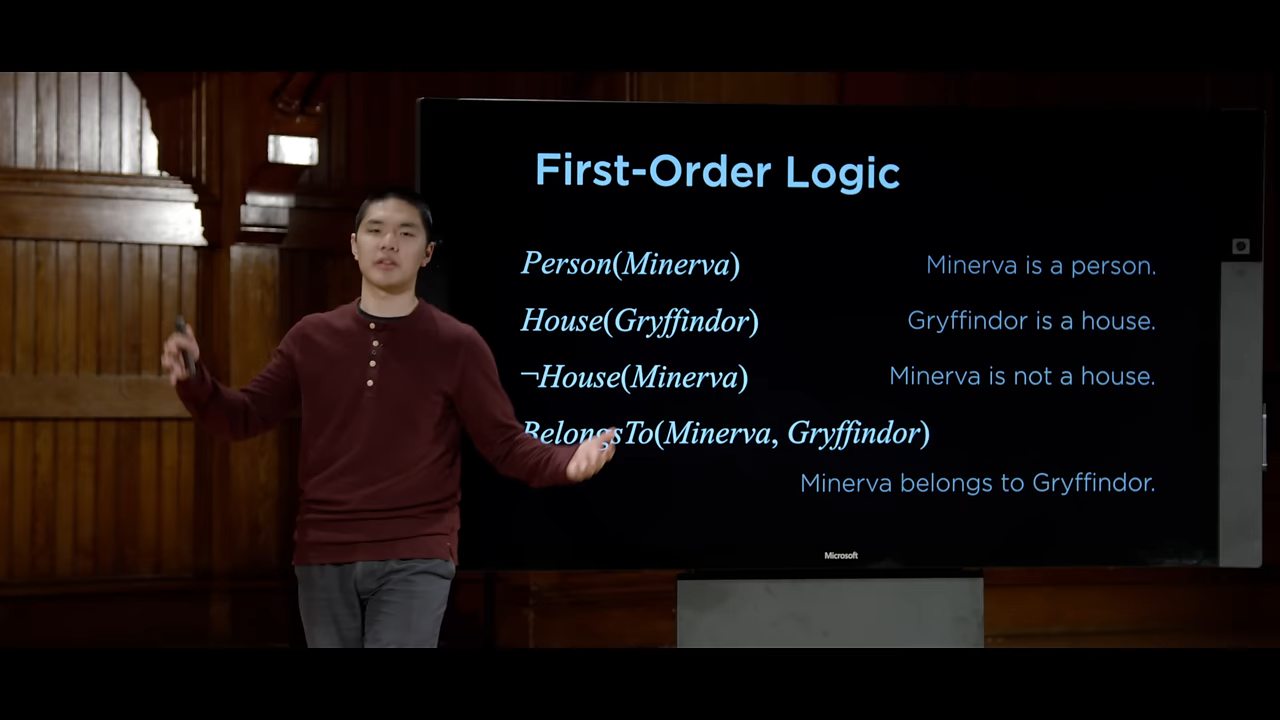 First-Order Logic
Person(Minerva) Minerva is a person.
House(Gryffindor) Gryffindor is a house.
¬House(Minerva) Minerva is not a house.
BelongsTo(Minerva, Gryffindor)
Minerva belongs to Gryffindor.
Microsoft